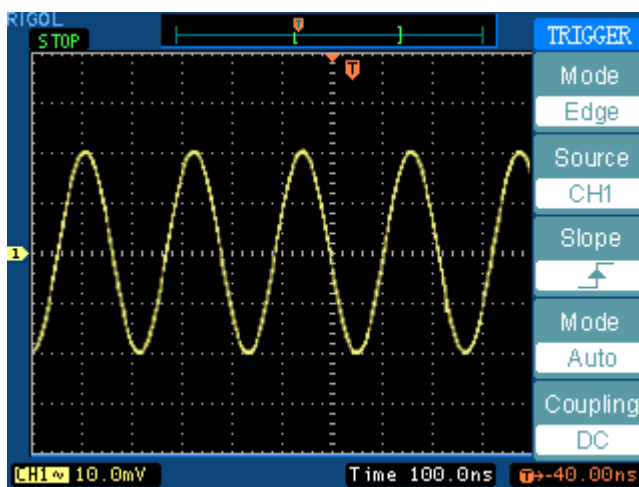 RIGOL
STOP
T
T
TRIGGER
Mode
Edge
Source
CH1
Slope
Mode
Auto
Coupling
DC
1
CH1~ 10.0mV
Time 100.0ns
T→-40.00ns